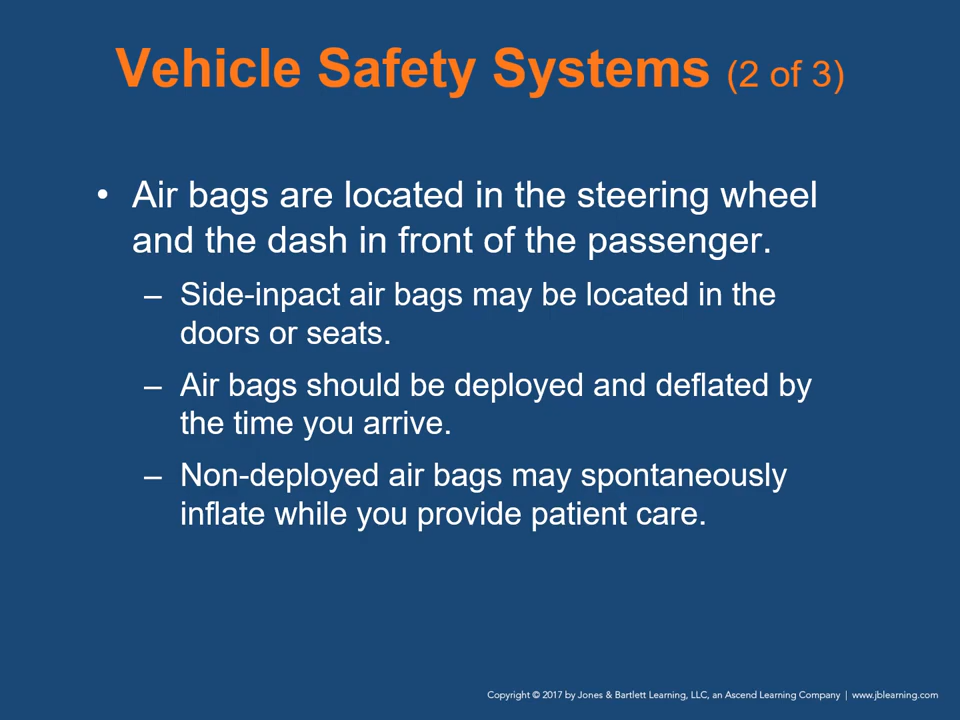 Vehicle Safety Systems (2 of 3)
• Air bags are located in the steering wheel
and the dash in front of the passenger.
– Side-inpact air bags may be located in the
doors or seats.
– Air bags should be deployed and deflated by
the time you arrive.
– Non-deployed air bags may spontaneously
inflate while you provide patient care.
Copyright © 2017 by Jones & Bartlett Learning, LLC, an Ascend Learning Company | www.jblearning.com